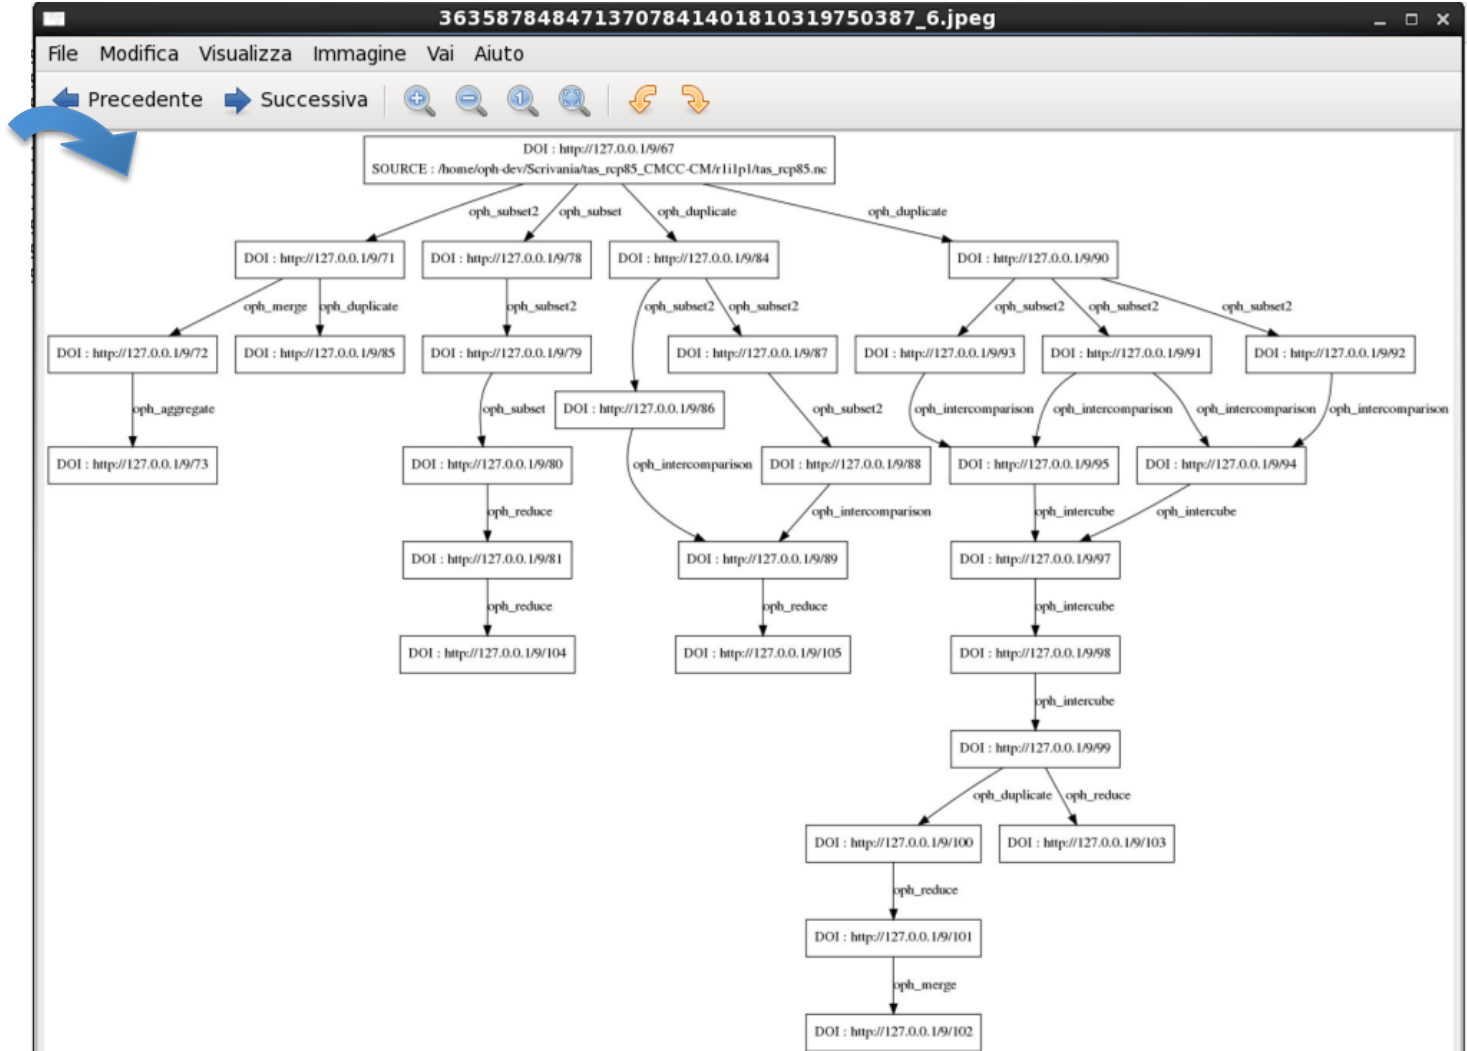 3635878484713707841401810319750387_6.jpeg
File Modifica Visualizza Immagine Vai Aiuto
Precedente Successiva
DOI : http://127.0.0.1/9/67
SOURCE : /home/oph-dev/Scrivania/tas_rcp85_CMCC-CM/r1i1p1/tas_rcp85.nc
oph_subset2 oph_subset oph_duplicate oph_duplicate
DOI : http://127.0.0.1/9/71 DOI : http://127.0.0.1/9/78 DOI : http://127.0.0.1/9/84 DOI : http://127.0.0.1/9/90
oph_merge oph_duplicate oph_subset2 oph_subset2 oph_subset2 oph_subset2 oph_subset2 oph_subset2
DOI : http://127.0.0.1/9/72 DOI : http://127.0.0.1/9/85 DOI : http://127.0.0.1/9/79 DOI : http://127.0.0.1/9/87 DOI : http://127.0.0.1/9/93 DOI : http://127.0.0.1/9/91 DOI : http://127.0.0.1/9/92
oph_aggregate oph_subset DOI : http://127.0.0.1/9/86 oph_subset2 oph_intercomparison oph_intercomparison oph_intercomparison oph_intercomparison
DOI : http://127.0.0.1/9/73 DOI : http://127.0.0.1/9/80 oph_intercomparison DOI : http://127.0.0.1/9/88 DOI : http://127.0.0.1/9/95 DOI : http://127.0.0.1/9/94
oph_reduce oph_intercomparison oph_intercube oph_intercube
DOI : http://127.0.0.1/9/81 DOI : http://127.0.0.1/9/89 DOI : http://127.0.0.1/9/97
oph_reduce oph_reduce oph_intercube
DOI : http://127.0.0.1/9/104 DOI : http://127.0.0.1/9/105 DOI : http://127.0.0.1/9/98
oph_intercube
DOI : http://127.0.0.1/9/99
oph_duplicate oph_reduce
DOI : http://127.0.0.1/9/100 DOI : http://127.0.0.1/9/103
oph_reduce
DOI : http://127.0.0.1/9/101
oph_merge
DOI : http://127.0.0.1/9/102